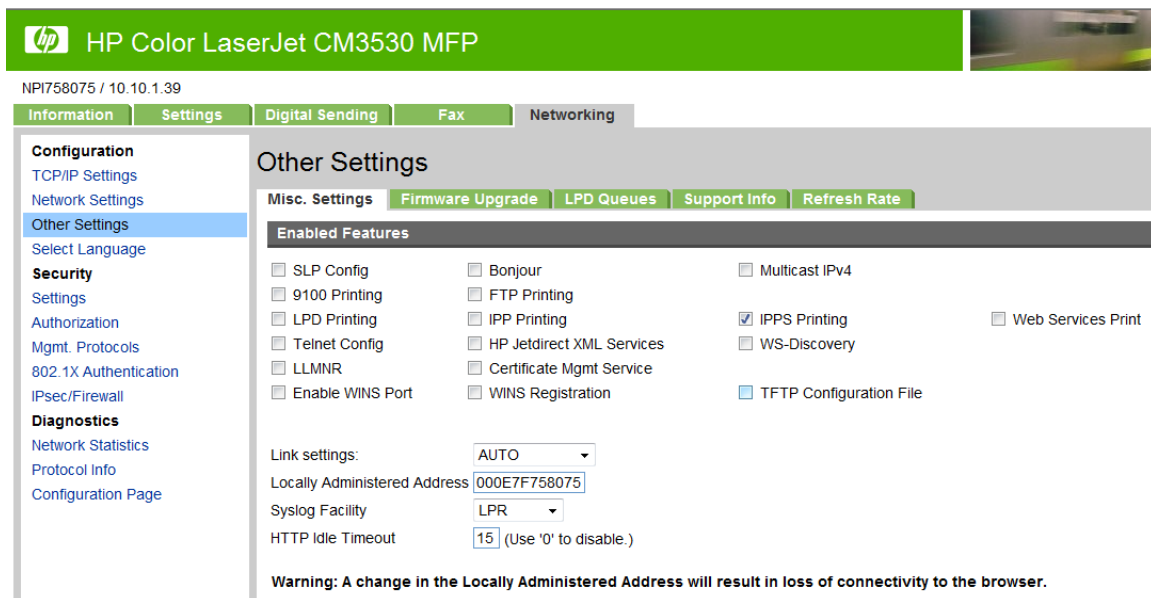 hp HP Color LaserJet CM3530 MFP
NPI758075 / 10.10.1.39
Information Settings Digital Sending Fax Networking
Configuration
TCP/IP Settings
Network Settings
Other Settings
Select Language
Security
Settings
Authorization
Mgmt. Protocols
802.1X Authentication
IPsec/Firewall
Diagnostics
Network Statistics
Protocol Info
Configuration Page
Other Settings
Misc. Settings Firmware Upgrade LPD Queues Support Info Refresh Rate
Enabled Features
SLP Config Bonjour Multicast IPv4
9100 Printing FTP Printing
LPD Printing IPP Printing IPPS Printing Web Services Print
Telnet Config HP Jetdirect XML Services WS-Discovery
LLMNR Certificate Mgmt Service
Enable WINS Port WINS Registration TFTP Configuration File
Link settings: AUTO
Locally Administered Address 000E7F758075
Syslog Facility LPR
HTTP Idle Timeout 15 (Use '0' to disable.)
Warning: A change in the Locally Administered Address will result in loss of connectivity to the browser.